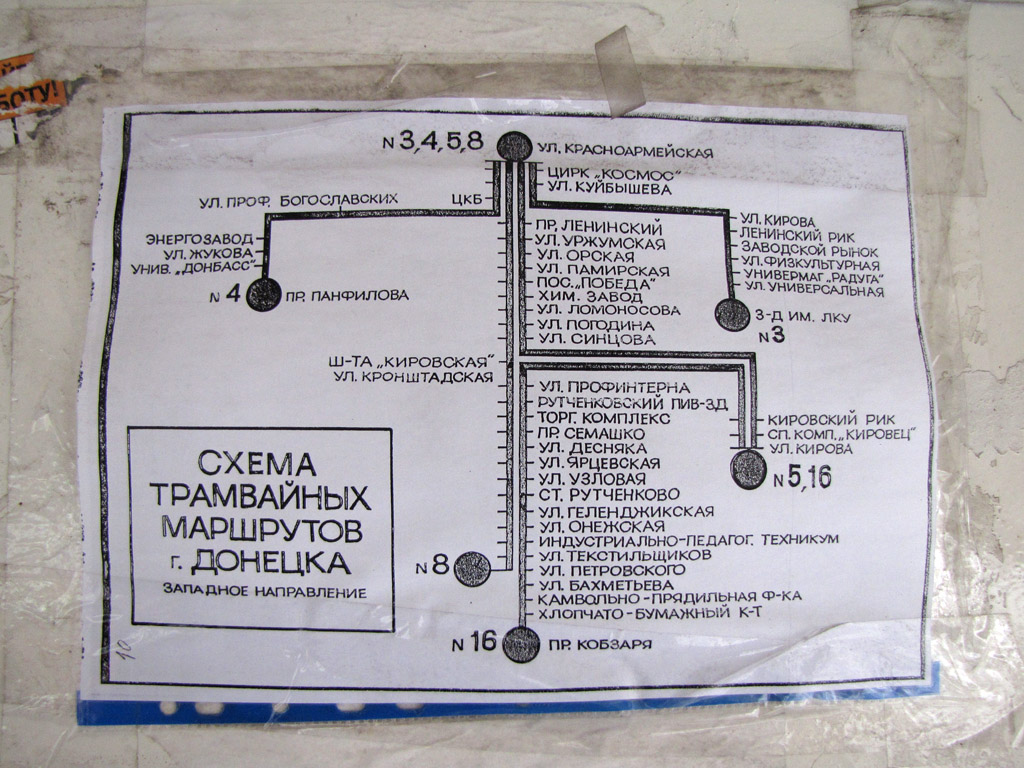 БОТУ!
N 3,4,5,8
УЛ. КРАСНОАРМЕЙСКАЯ
ЦИРК „КОСМОС"
УЛ. КУЙБЫШЕВА
УЛ. ПРОФ. БОГОСЛАВСКИХ
ЦКБ
ЭНЕРГОЗАВОД
УЛ. ЖУКОВА
УНИВ. „ДОНБАСС"
N 4
ПР. ПАНФИЛОВА
УЛ. КИРОВА
ЛЕНИНСКИЙ РИК
ЗАВОДСКОЙ РЫНОК
УЛ. ФИЗКУЛЬТУРНАЯ
УНИВЕРМАГ „РАДУГА"
УЛ. УНИВЕРСАЛЬНАЯ
З-Д ИМ. ЛКУ
N 3
ПР. ЛЕНИНСКИЙ
УЛ. УРЖУМСКАЯ
УЛ. ОРСКАЯ
УЛ. ПАМИРСКАЯ
ПОС. „ПОБЕДА"
ХИМ. ЗАВОД
УЛ. ЛОМОНОСОВА
УЛ. ПОГОДИНА
УЛ. СИНЦОВА
Ш-ТА „КИРОВСКАЯ"
УЛ. КРОНШТАДСКАЯ
УЛ. ПРОФИНТЕРНА
РУТЧЕНКОВСКИЙ ПИВ-ЗД
ТОРГ. КОМПЛЕКС
ПР. СЕМАШКО
УЛ. ДЕСНЯКА
УЛ. ЯРЦЕВСКАЯ
УЛ. УЗЛОВАЯ
СТ. РУТЧЕНКОВО
УЛ. ГЕЛЕНДЖИКСКАЯ
УЛ. ОНЕЖСКАЯ
ИНДУСТРИАЛЬНО-ПЕДАГОГ. ТЕХНИКУМ
УЛ. ТЕКСТИЛЬЩИКОВ
УЛ. ПЕТРОВСКОГО
УЛ. БАХМЕТЬЕВА
КАМВОЛЬНО-ПРЯДИЛЬНАЯ Ф-КА
ХЛОПЧАТО-БУМАЖНЫЙ К-Т
КИРОВСКИЙ РИК
СП. КОМП. „КИРОВЕЦ"
УЛ. КИРОВА
N 5,16
N 8
N 16
ПР. КОБЗАРЯ
СХЕМА
ТРАМВАЙНЫХ
МАРШРУТОВ
г. ДОНЕЦКА
ЗАПАДНОЕ НАПРАВЛЕНИЕ
10